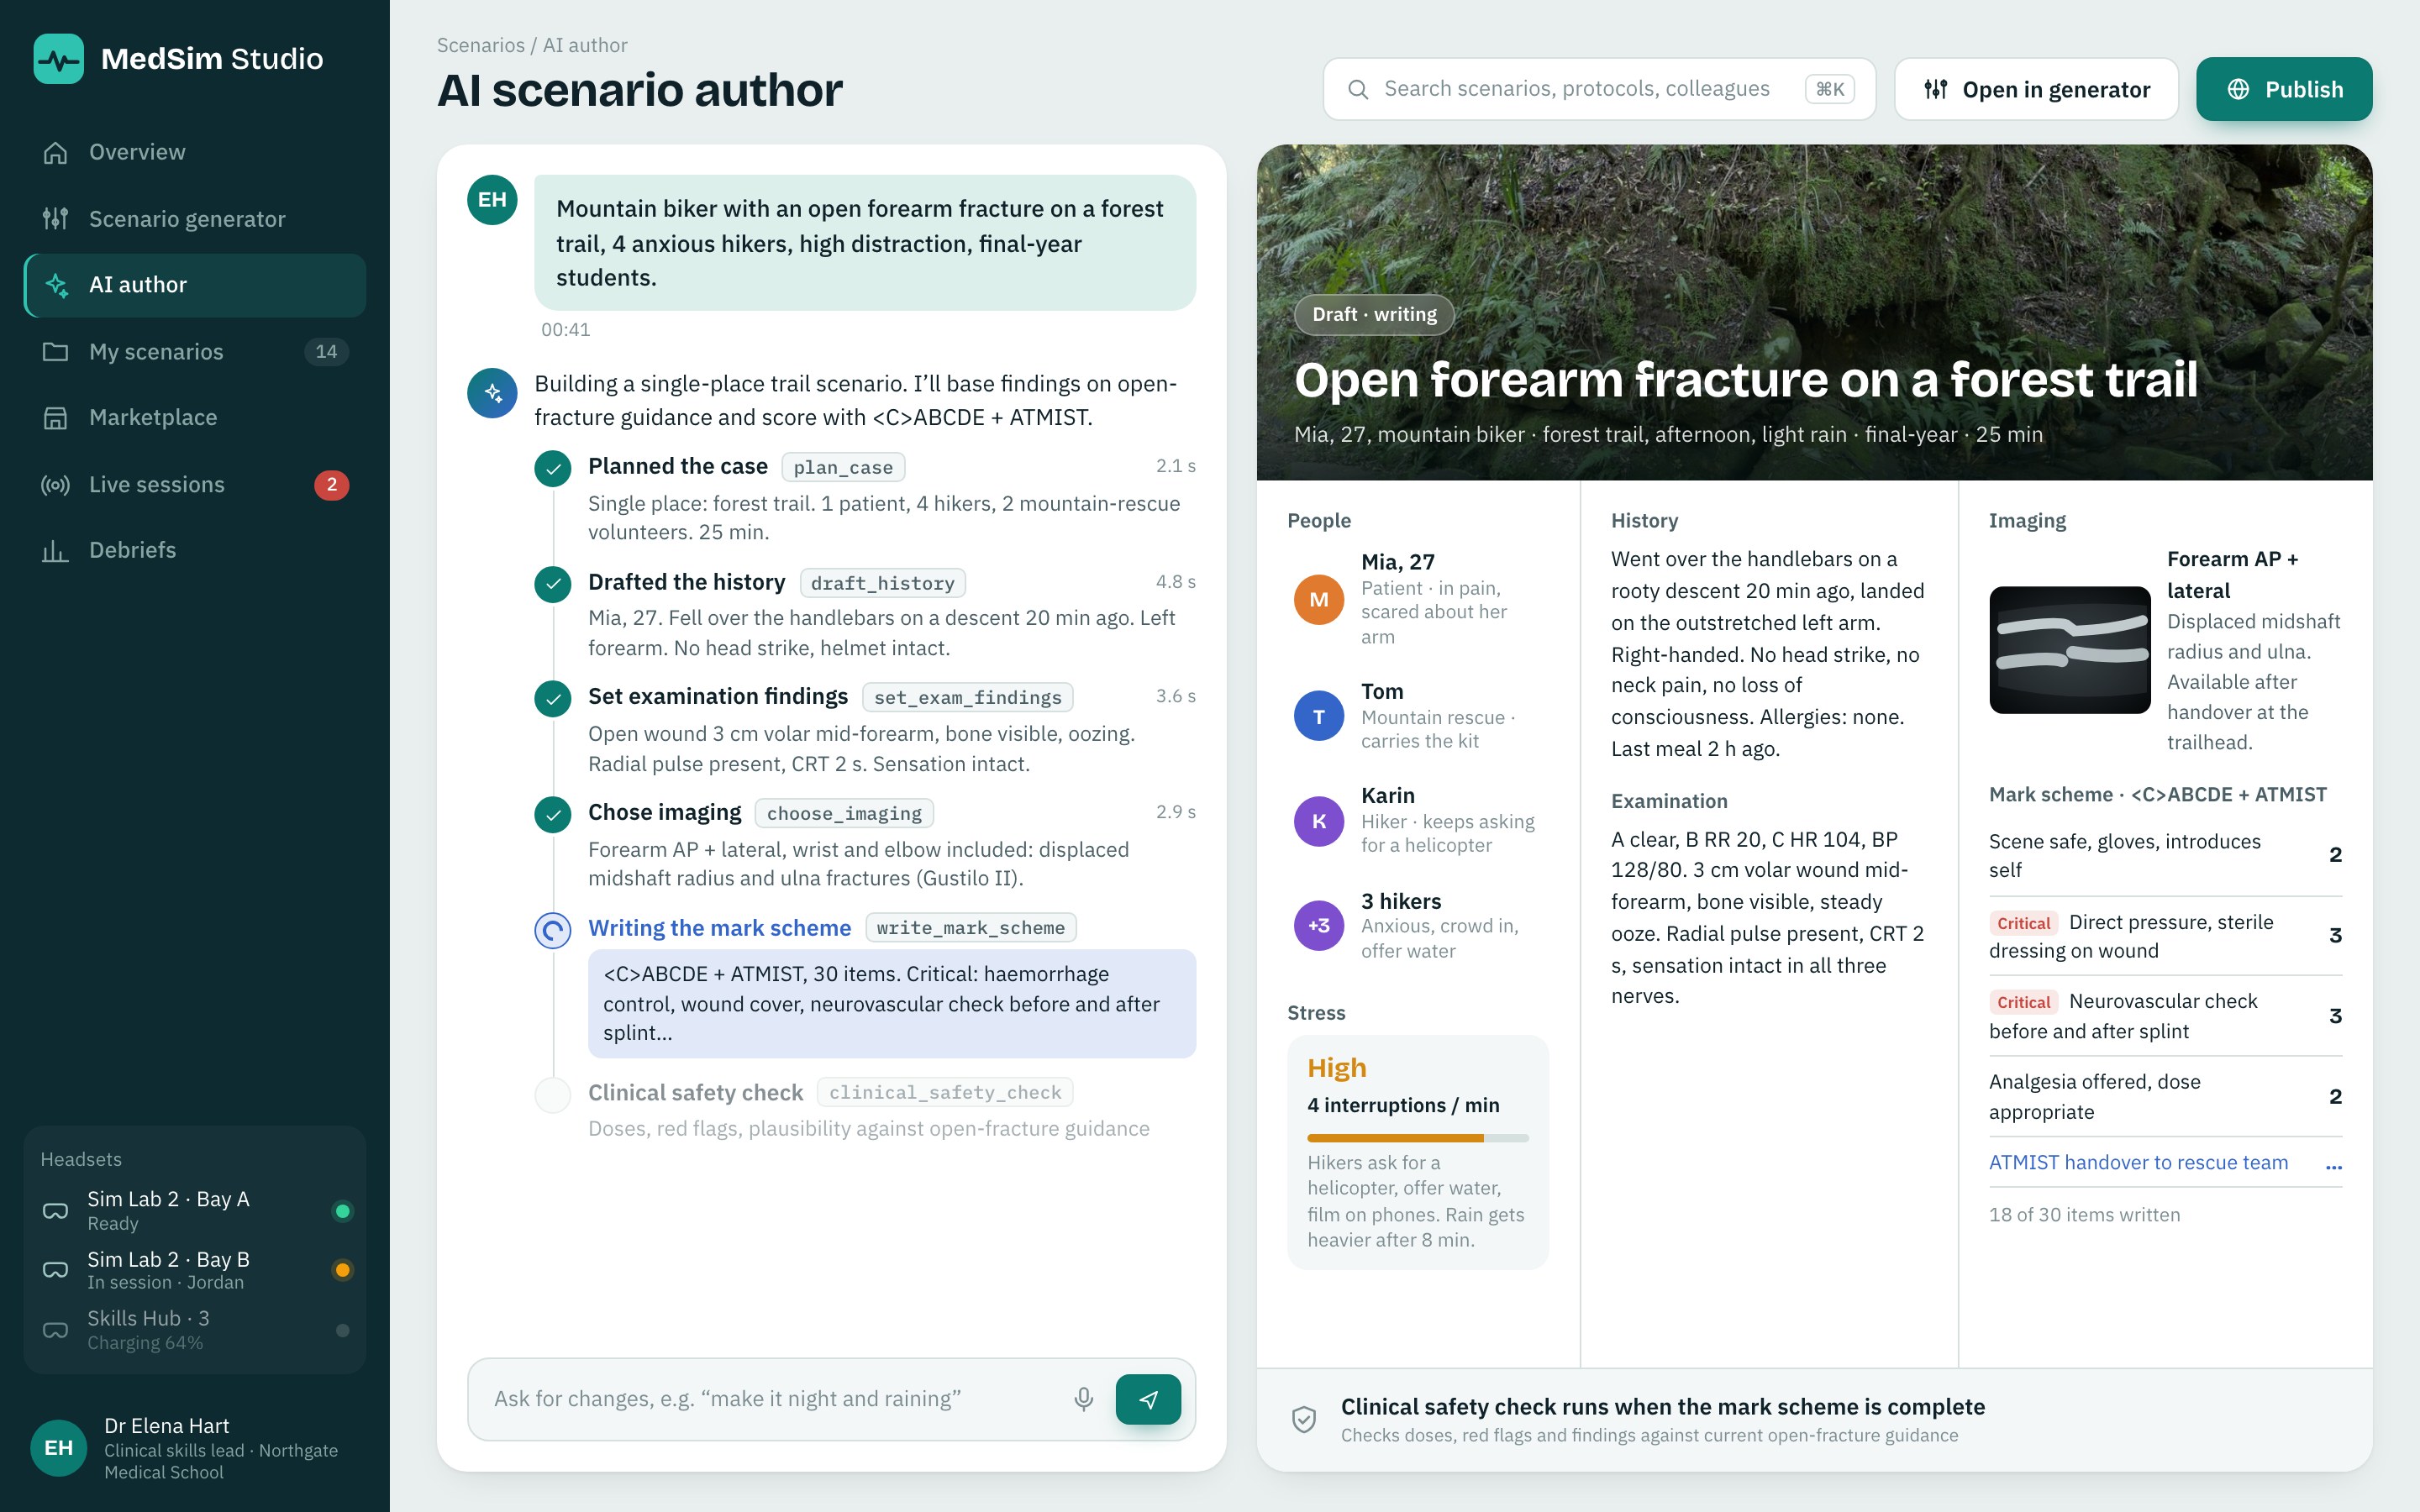 MedSim Studio
Overview
Scenario generator
AI author
My scenarios 14
Marketplace
Live sessions 2
Debriefs
Headsets
Sim Lab 2 · Bay A
Ready
Sim Lab 2 · Bay B
In session · Jordan
Skills Hub · 3
Charging 64%
EH
Dr Elena Hart
Clinical skills lead · Northgate
Medical School
Scenarios / AI author
AI scenario author
Search scenarios, protocols, colleagues ⌘K
Open in generator
Publish
EH
Mountain biker with an open forearm fracture on a forest
trail, 4 anxious hikers, high distraction, final-year
students.
00:41
Building a single-place trail scenario. I’ll base findings on open-
fracture guidance and score with <C>ABCDE + ATMIST.
Planned the case plan_case 2.1 s
Single place: forest trail. 1 patient, 4 hikers, 2 mountain-rescue
volunteers. 25 min.
Drafted the history draft_history 4.8 s
Mia, 27. Fell over the handlebars on a descent 20 min ago. Left
forearm. No head strike, helmet intact.
Set examination findings set_exam_findings 3.6 s
Open wound 3 cm volar mid-forearm, bone visible, oozing.
Radial pulse present, CRT 2 s. Sensation intact.
Chose imaging choose_imaging 2.9 s
Forearm AP + lateral, wrist and elbow included: displaced
midshaft radius and ulna fractures (Gustilo II).
Writing the mark scheme write_mark_scheme
<C>ABCDE + ATMIST, 30 items. Critical: haemorrhage
control, wound cover, neurovascular check before and after
splint…
Clinical safety check clinical_safety_check
Doses, red flags, plausibility against open-fracture guidance
Ask for changes, e.g. “make it night and raining”
Draft · writing
Open forearm fracture on a forest trail
Mia, 27, mountain biker · forest trail, afternoon, light rain · final-year · 25 min
People
M
Mia, 27
Patient · in pain,
scared about her
arm
T
Tom
Mountain rescue ·
carries the kit
K
Karin
Hiker · keeps asking
for a helicopter
+3
3 hikers
Anxious, crowd in,
offer water
Stress
High
4 interruptions / min
Hikers ask for a
helicopter, offer water,
film on phones. Rain gets
heavier after 8 min.
History
Went over the handlebars on a
rooty descent 20 min ago, landed
on the outstretched left arm.
Right-handed. No head strike, no
neck pain, no loss of
consciousness. Allergies: none.
Last meal 2 h ago.
Examination
A clear, B RR 20, C HR 104, BP
128/80. 3 cm volar wound mid-
forearm, bone visible, steady
ooze. Radial pulse present, CRT 2
s, sensation intact in all three
nerves.
Imaging
Forearm AP +
lateral
Displaced midshaft
radius and ulna.
Available after
handover at the
trailhead.
Mark scheme · <C>ABCDE + ATMIST
Scene safe, gloves, introduces
self 2
Critical Direct pressure, sterile
dressing on wound 3
Critical Neurovascular check
before and after splint 3
Analgesia offered, dose
appropriate 2
ATMIST handover to rescue team …
18 of 30 items written
Clinical safety check runs when the mark scheme is complete
Checks doses, red flags and findings against current open-fracture guidance